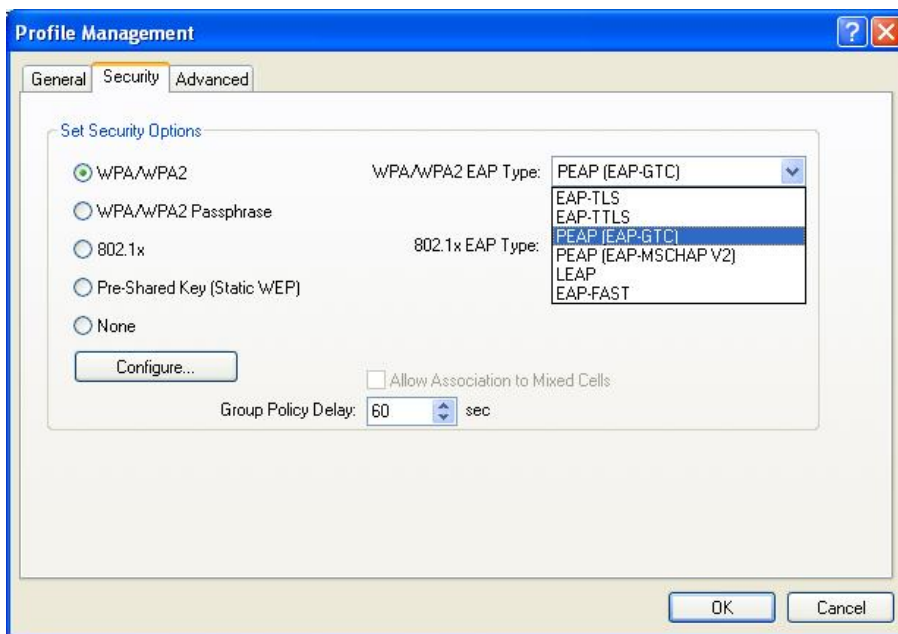 Profile Management
General Security Advanced
Set Security Options
WPA/WPA2
WPA/WPA2 EAP Type: PEAP (EAP-GTC)
EAP-TLS
EAP-TTLS
PEAP (EAP-GTC)
PEAP (EAP-MSCHAP V2)
LEAP
EAP-FAST
WPA/WPA2 Passphrase
802.1x
802.1x EAP Type:
Pre-Shared Key (Static WEP)
None
Configure...
Allow Association to Mixed Cells
Group Policy Delay: 60 sec
OK Cancel